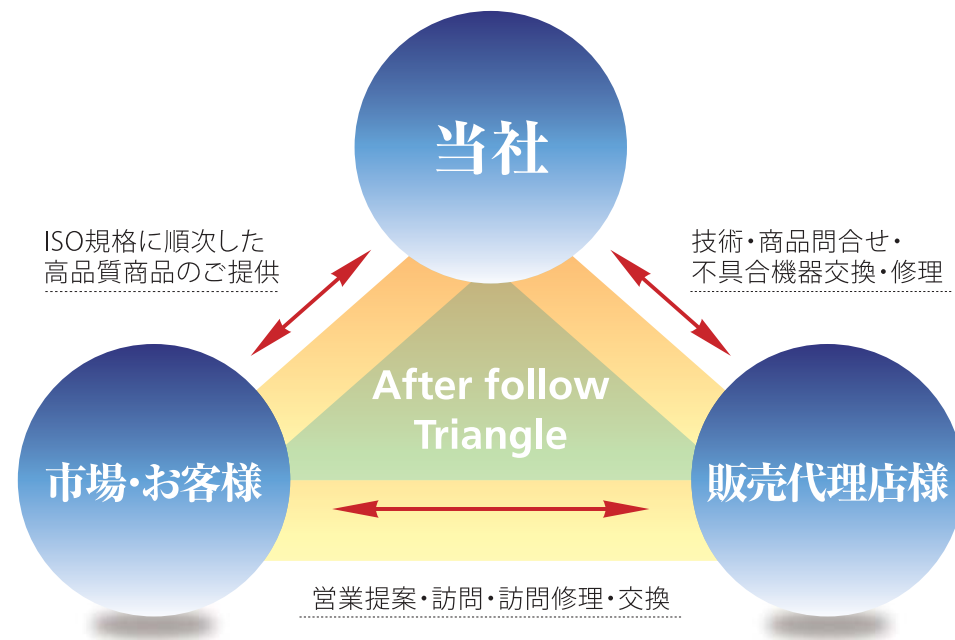 当社
ISO規格に順次した
高品質商品のご提供
技術・商品問合せ・
不具合機器交換・修理
After follow
Triangle
市場・お客様
販売代理店様
営業提案・訪問・訪問修理・交換